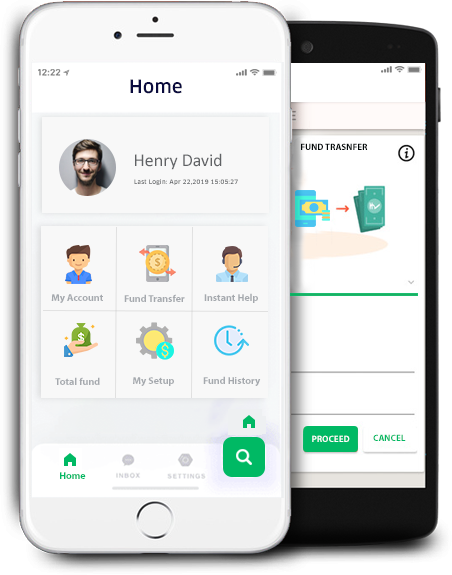 12:22
Home
Henry David
Last Login: Apr 22,2019 15:05:27
My Account
Fund Transfer
Instant Help
Total fund
My Setup
Fund History
Home
INBOX
SETTINGS
FUND TRASNFER
PROCEED
CANCEL